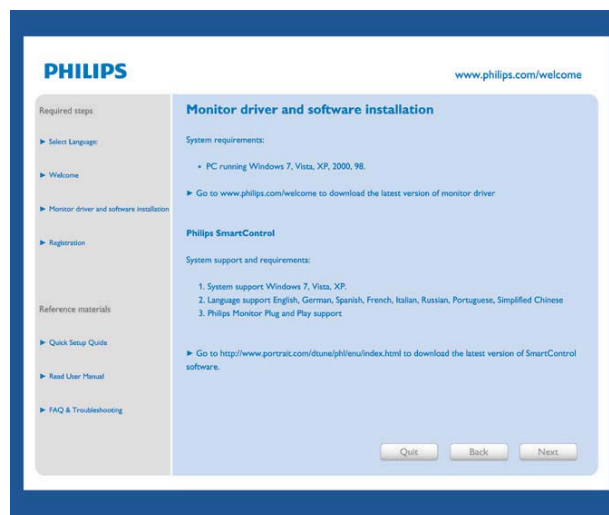 PHILIPS
www.philips.com/welcome
Required steps
► Select Language:
► Welcome
► Monitor driver and software installation
► Registration
Reference materials
► Quick Setup Quide
► Read User Manual
► FAQ & Troubleshooting
Monitor driver and software installation
System requirements:
• PC running Windows 7, Vista, XP, 2000, 98.
► Go to www.philips.com/welcome to download the latest version of monitor driver
Philips SmartControl
System support and requirements:
1. System support Windows 7, Vista, XP.
2. Language support English, German, Spanish, French, Italian, Russian, Portuguese, Simplified Chinese
3. Philips Monitor Plug and Play support
► Go to http://www.portrait.com/dtune/phl/enu/index.html to download the latest version of SmartControl
software.
Quit Back Next